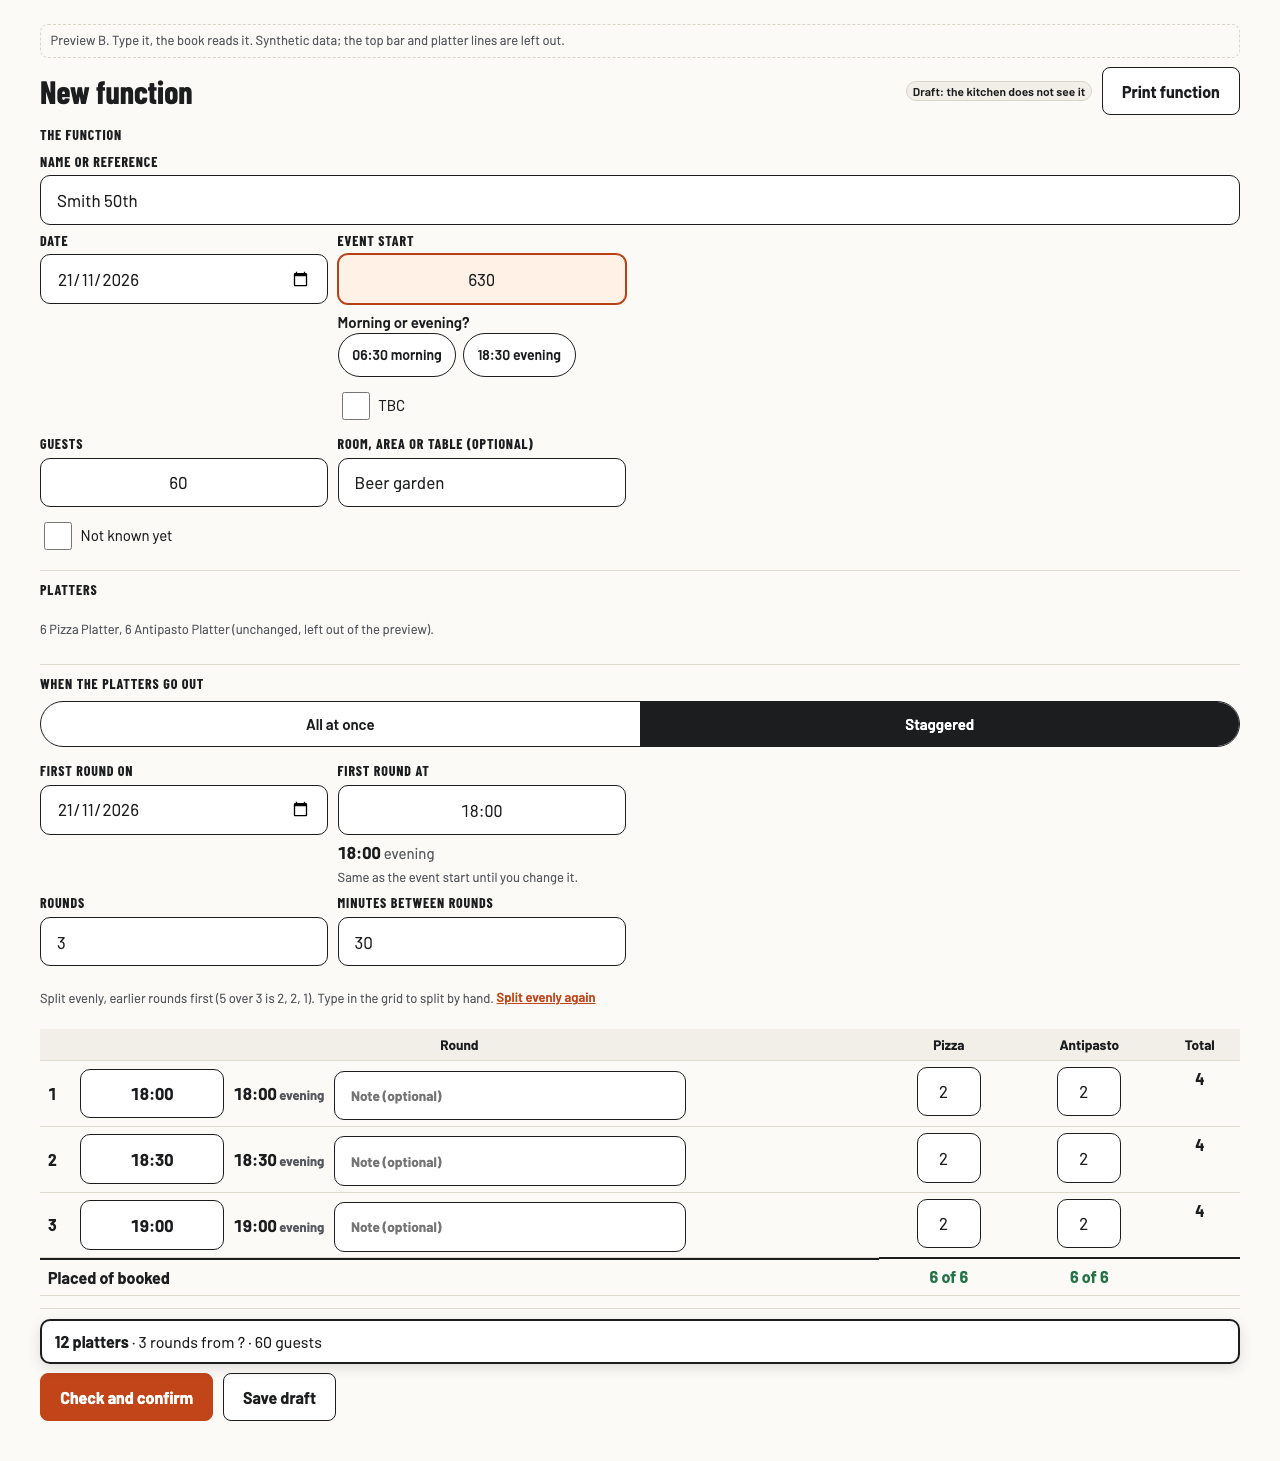 Preview B. Type it, the book reads it. Synthetic data; the top bar and platter lines are left out.
New function
Draft: the kitchen does not see it
Print function
THE FUNCTION
NAME OR REFERENCE
Smith 50th
DATE
EVENT START
21/11/2026
630
Morning or evening?
06:30 morning
18:30 evening
TBC
GUESTS
ROOM, AREA OR TABLE (OPTIONAL)
60
Beer garden
Not known yet
PLATTERS
6 Pizza Platter, 6 Antipasto Platter (unchanged, left out of the preview).
WHEN THE PLATTERS GO OUT
All at once
Staggered
FIRST ROUND ON
FIRST ROUND AT
21/11/2026
18:00
18:00 evening
Same as the event start until you change it.
ROUNDS
MINUTES BETWEEN ROUNDS
3
30
Split evenly, earlier rounds first (5 over 3 is 2, 2, 1). Type in the grid to split by hand. Split evenly again
Round Pizza Antipasto Total
1 18:00 18:00 evening Note (optional) 2 2 4
2 18:30 18:30 evening Note (optional) 2 2 4
3 19:00 19:00 evening Note (optional) 2 2 4
Placed of booked 6 of 6 6 of 6
12 platters · 3 rounds from ? · 60 guests
Check and confirm
Save draft